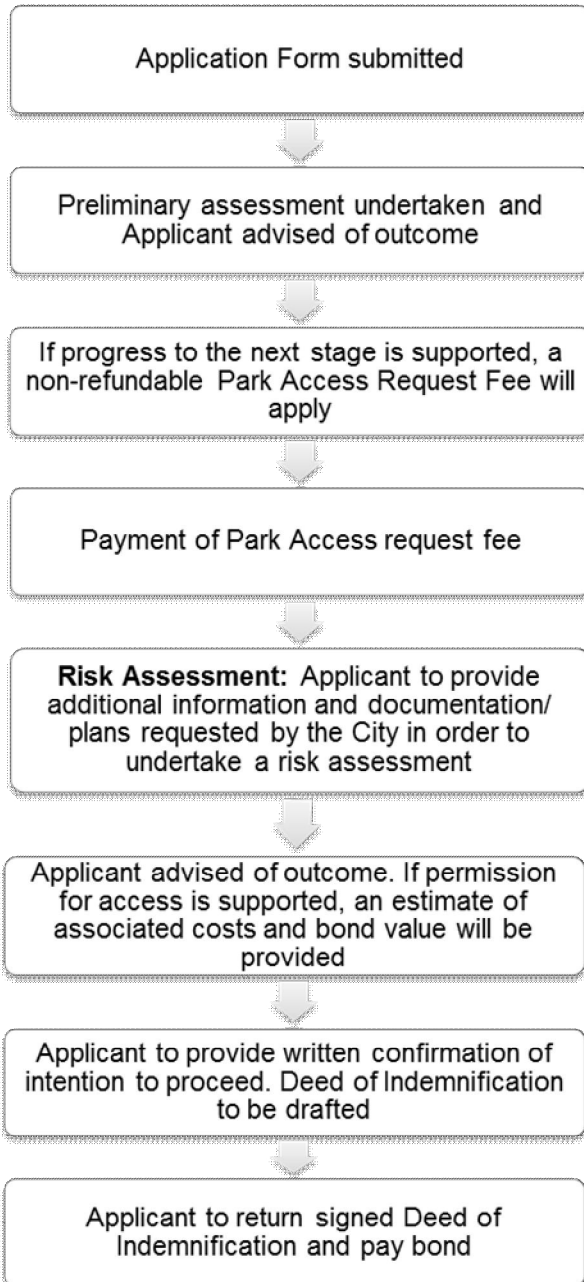 Application Form submitted
Preliminary assessment undertaken and
Applicant advised of outcome
If progress to the next stage is supported, a
non-refundable Park Access Request Fee will
apply
Payment of Park Access request fee
Risk Assessment: Applicant to provide
additional information and documentation/
plans requested by the City in order to
undertake a risk assessment
Applicant advised of outcome. If permission
for access is supported, an estimate of
associated costs and bond value will be
provided
Applicant to provide written confirmation of
intention to proceed. Deed of Indemnification
to be drafted
Applicant to return signed Deed of
Indemnification and pay bond